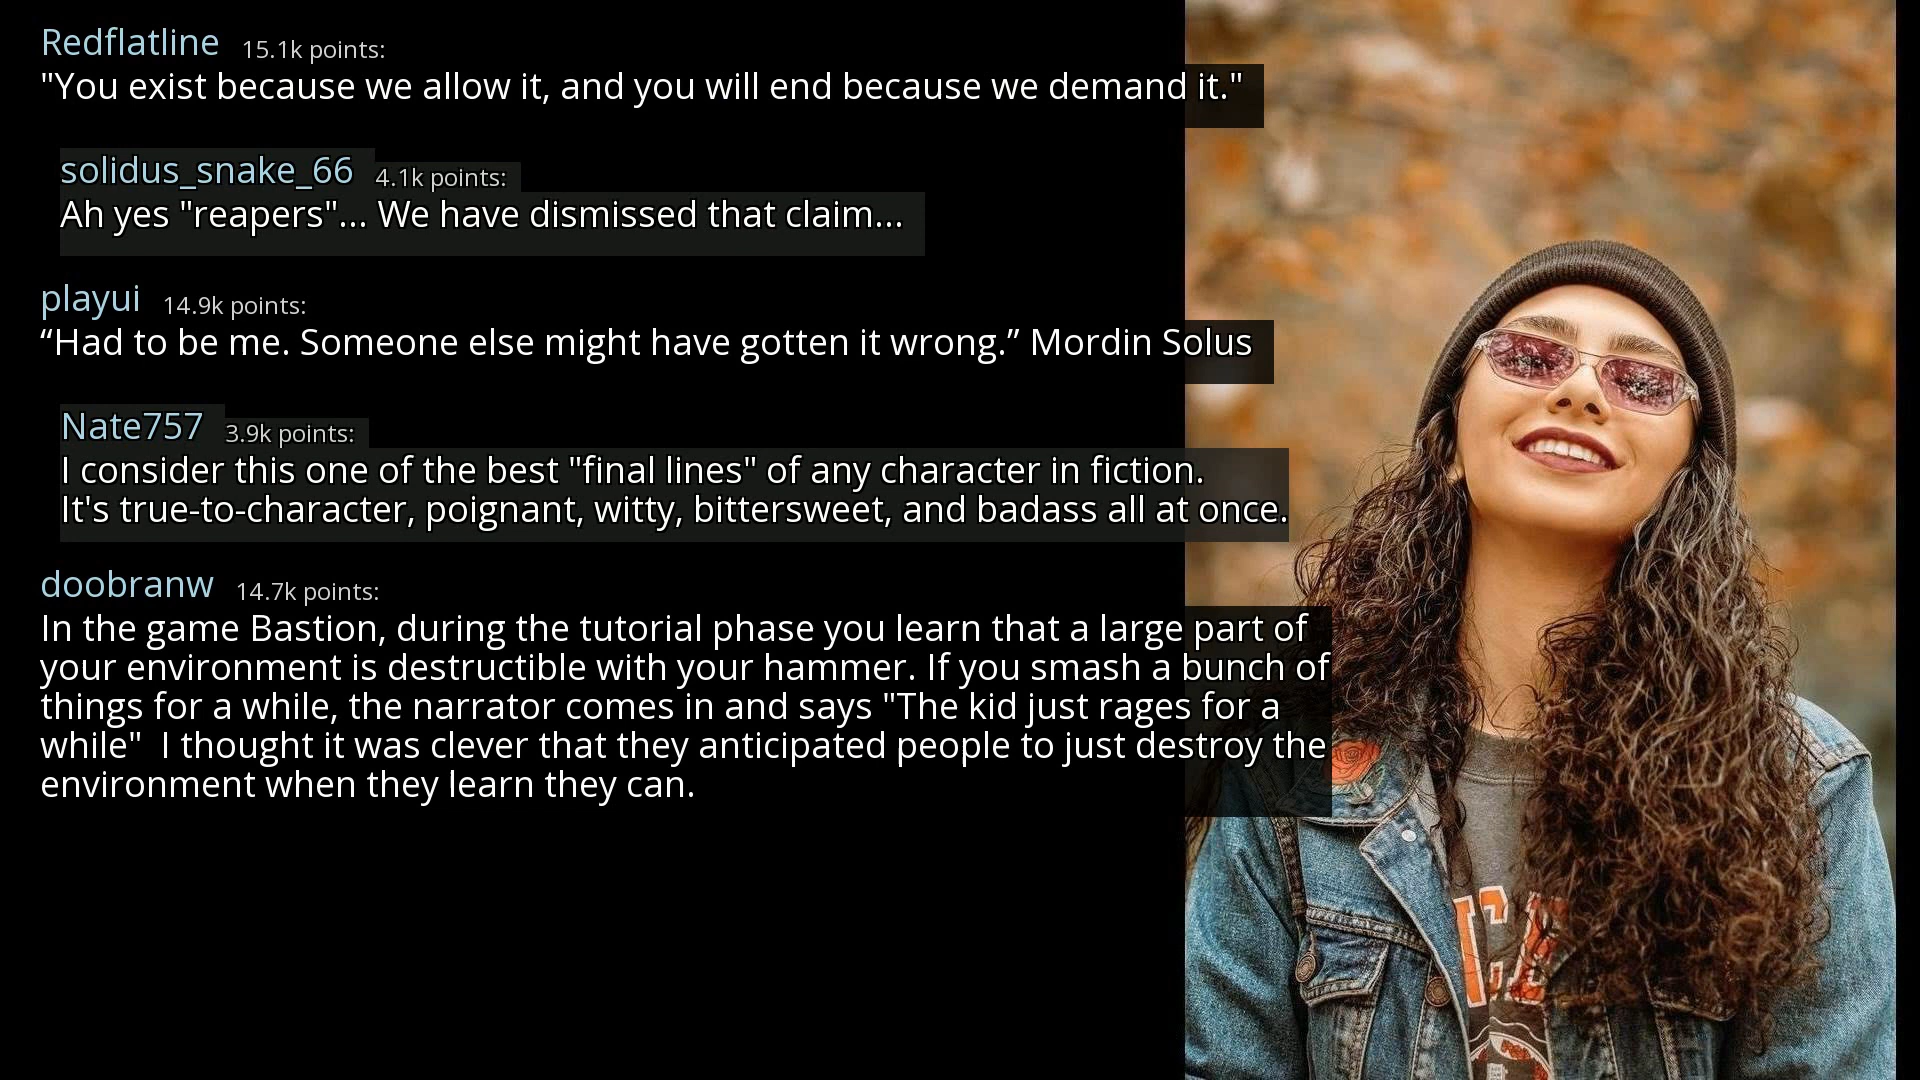 Redflatline 15.1k points:
"You exist because we allow it, and you will end because we demand it."
solidus_snake_66 4.1k points:
Ah yes "reapers"... We have dismissed that claim...
playui 14.9k points:
“Had to be me. Someone else might have gotten it wrong.” Mordin Solus
Nate757 3.9k points:
I consider this one of the best "final lines" of any character in fiction.
It's true-to-character, poignant, witty, bittersweet, and badass all at once.
doobranw 14.7k points:
In the game Bastion, during the tutorial phase you learn that a large part of
your environment is destructible with your hammer. If you smash a bunch of
things for a while, the narrator comes in and says "The kid just rages for a
while"  I thought it was clever that they anticipated people to just destroy the
environment when they learn they can.